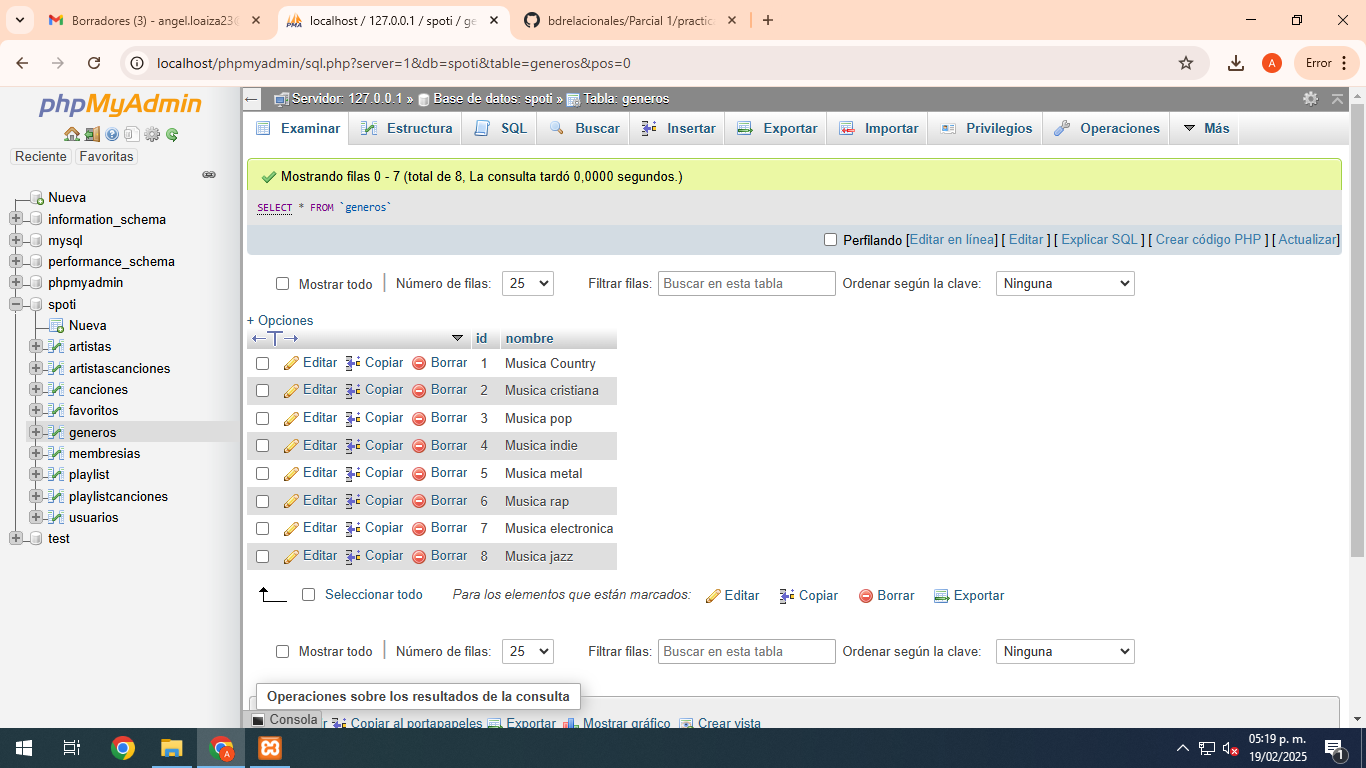 Borradores (3) - angel.loaiza23@
localhost / 127.0.0.1 / spoti / ge
bdrelacionales/Parcial 1/practica
localhost/phpmyadmin/sql.php?server=1&db=spoti&table=generos&pos=0
A
Error
phpMyAdmin
Reciente
Favoritas
Nueva
information_schema
mysql
performance_schema
phpmyadmin
spoti
Nueva
artistas
artistascanciones
canciones
favoritos
generos
membresias
playlist
playlistcanciones
usuarios
test
Servidor: 127.0.0.1 » Base de datos: spoti » Tabla: generos
Examinar Estructura SQL Buscar Insertar Exportar Importar Privilegios Operaciones Más
Mostrando filas 0 - 7 (total de 8, La consulta tardó 0,0000 segundos.)
SELECT * FROM `generos`
Perfilando [Editar en línea] [ Editar ] [ Explicar SQL ] [ Crear código PHP ] [ Actualizar]
Mostrar todo Número de filas: 25 Filtrar filas: Buscar en esta tabla Ordenar según la clave: Ninguna
+ Opciones
←T→ id nombre
Editar Copiar Borrar 1 Musica Country
Editar Copiar Borrar 2 Musica cristiana
Editar Copiar Borrar 3 Musica pop
Editar Copiar Borrar 4 Musica indie
Editar Copiar Borrar 5 Musica metal
Editar Copiar Borrar 6 Musica rap
Editar Copiar Borrar 7 Musica electronica
Editar Copiar Borrar 8 Musica jazz
Seleccionar todo Para los elementos que están marcados: Editar Copiar Borrar Exportar
Mostrar todo Número de filas: 25 Filtrar filas: Buscar en esta tabla Ordenar según la clave: Ninguna
Operaciones sobre los resultados de la consulta
Consola
Copiar al portapapeles Exportar Mostrar gráfico Crear vista
05:19 p. m.
19/02/2025
1